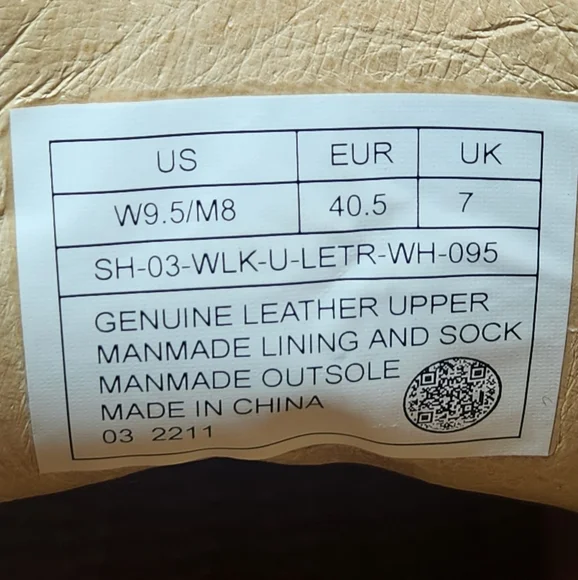 US EUR UK
W9.5/M8 40.5 7
SH-03-WLK-U-LETR-WH-095
GENUINE LEATHER UPPER
MANMADE LINING AND SOCK
MANMADE OUTSOLE
MADE IN CHINA
03 2211